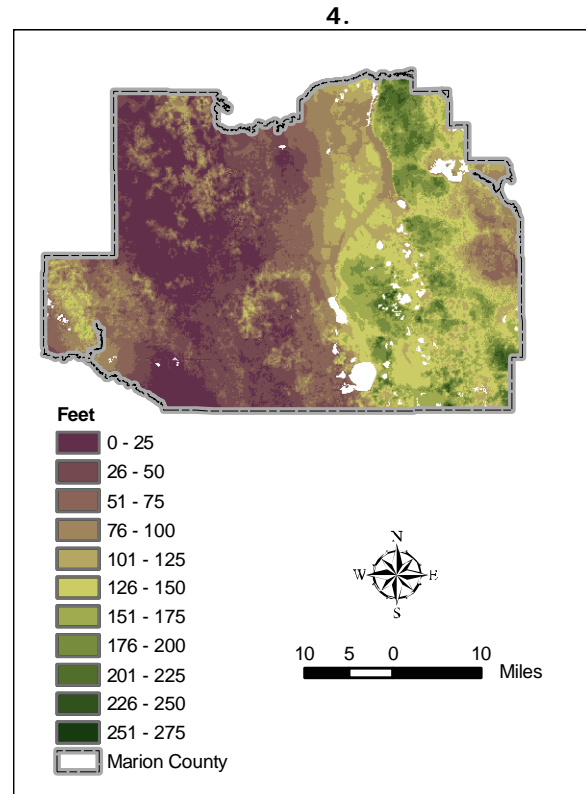 4.
Feet
0 - 25
26 - 50
51 - 75
76 - 100
101 - 125
126 - 150
151 - 175
176 - 200
201 - 225
226 - 250
251 - 275
Marion County
N
W E
S
10 5 0 10
Miles